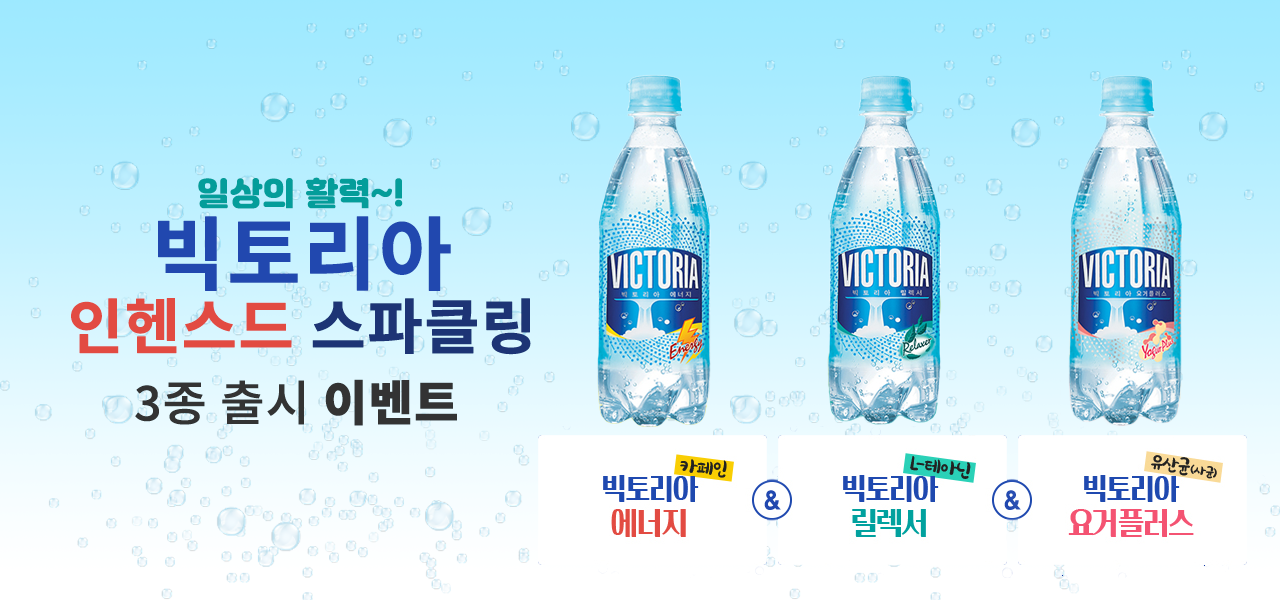 일상의 활력~!
빅토리아
인헨스드 스파클링
3종 출시 이벤트
VICTORIA
빅토리아 에너지
Energy
VICTORIA
빅토리아 릴렉서
Relaxer
VICTORIA
빅토리아 요거플러스
Yogur Plus
카페인
빅토리아
에너지
&
L-테아닌
빅토리아
릴렉서
&
유산균(사균)
빅토리아
요거플러스